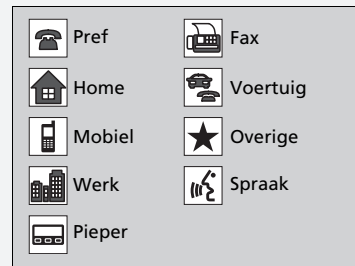 Pref
Home
Mobiel
Werk
Pieper
Fax
Voertuig
Overige
Spraak